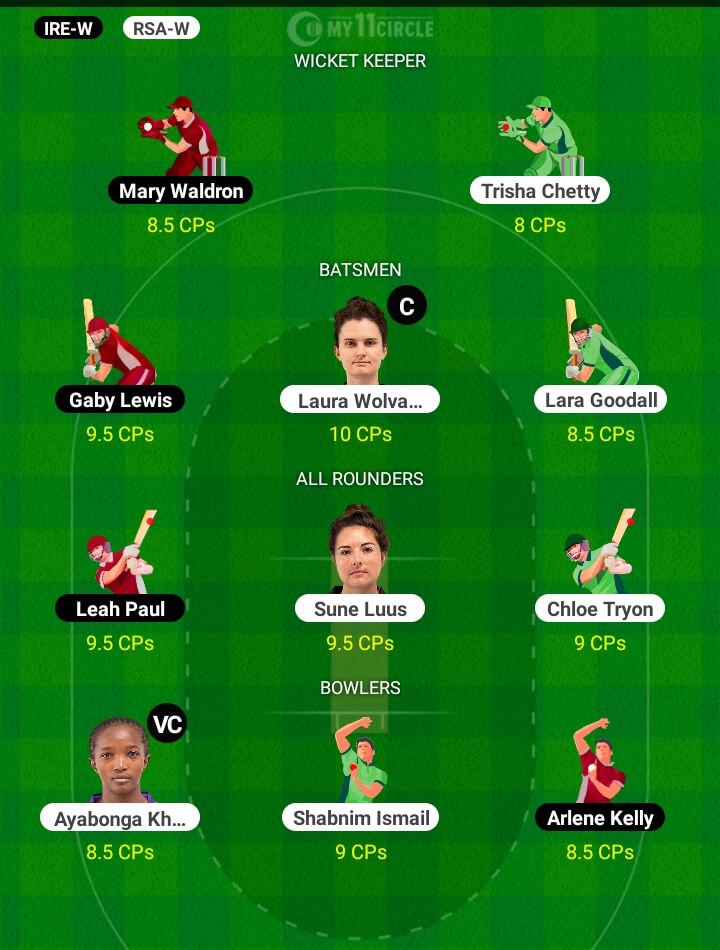 IRE-W RSA-W MY11CIRCLE
WICKET KEEPER
Mary Waldron Trisha Chetty
8.5 CPs 8 CPs
BATSMEN
C
Gaby Lewis Laura Wolva... Lara Goodall
9.5 CPs 10 CPs 8.5 CPs
ALL ROUNDERS
Leah Paul Sune Luus Chloe Tryon
9.5 CPs 9.5 CPs 9 CPs
BOWLERS
VC
Ayabonga Kh... Shabnim Ismail Arlene Kelly
8.5 CPs 9 CPs 8.5 CPs